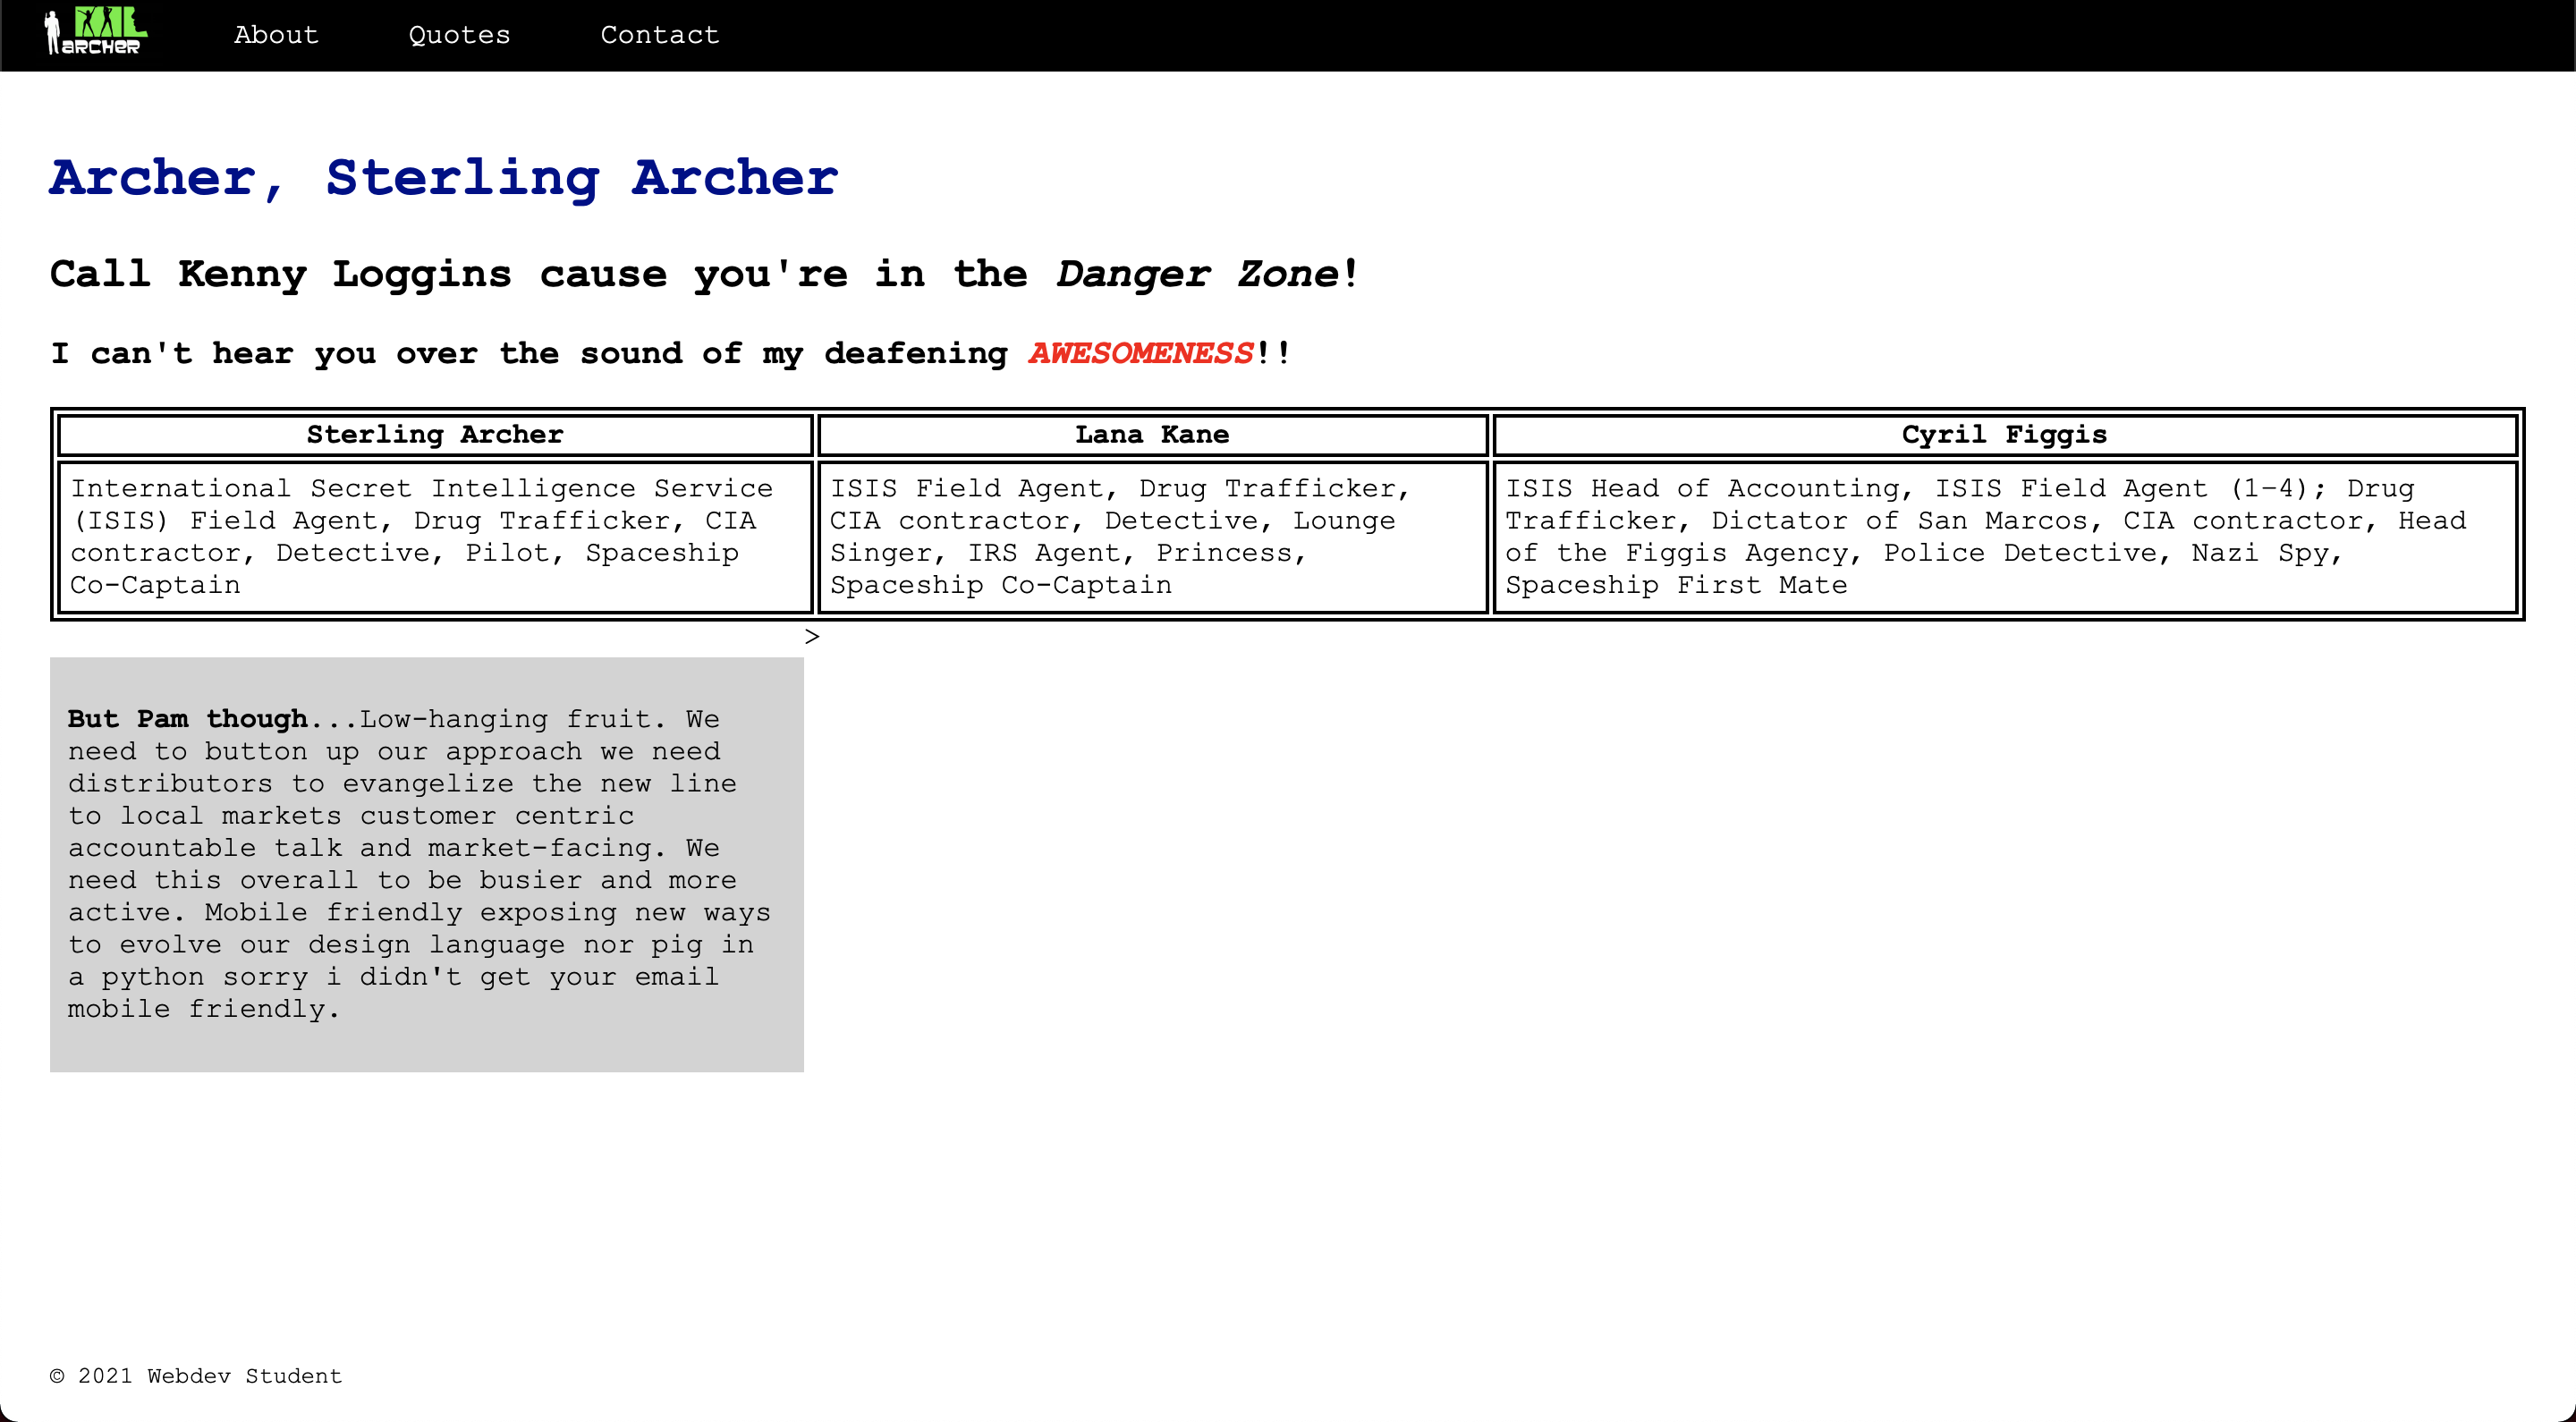 ARCHER
About Quotes Contact
Archer, Sterling Archer
Call Kenny Loggins cause you're in the Danger Zone!
I can't hear you over the sound of my deafening AWESOMENESS!!
Sterling Archer
Lana Kane
Cyril Figgis
International Secret Intelligence Service
(ISIS) Field Agent, Drug Trafficker, CIA
contractor, Detective, Pilot, Spaceship
Co-Captain
ISIS Field Agent, Drug Trafficker,
CIA contractor, Detective, Lounge
Singer, IRS Agent, Princess,
Spaceship Co-Captain
ISIS Head of Accounting, ISIS Field Agent (1–4); Drug
Trafficker, Dictator of San Marcos, CIA contractor, Head
of the Figgis Agency, Police Detective, Nazi Spy,
Spaceship First Mate
>
But Pam though...Low-hanging fruit. We
need to button up our approach we need
distributors to evangelize the new line
to local markets customer centric
accountable talk and market-facing. We
need this overall to be busier and more
active. Mobile friendly exposing new ways
to evolve our design language nor pig in
a python sorry i didn't get your email
mobile friendly.
© 2021 Webdev Student